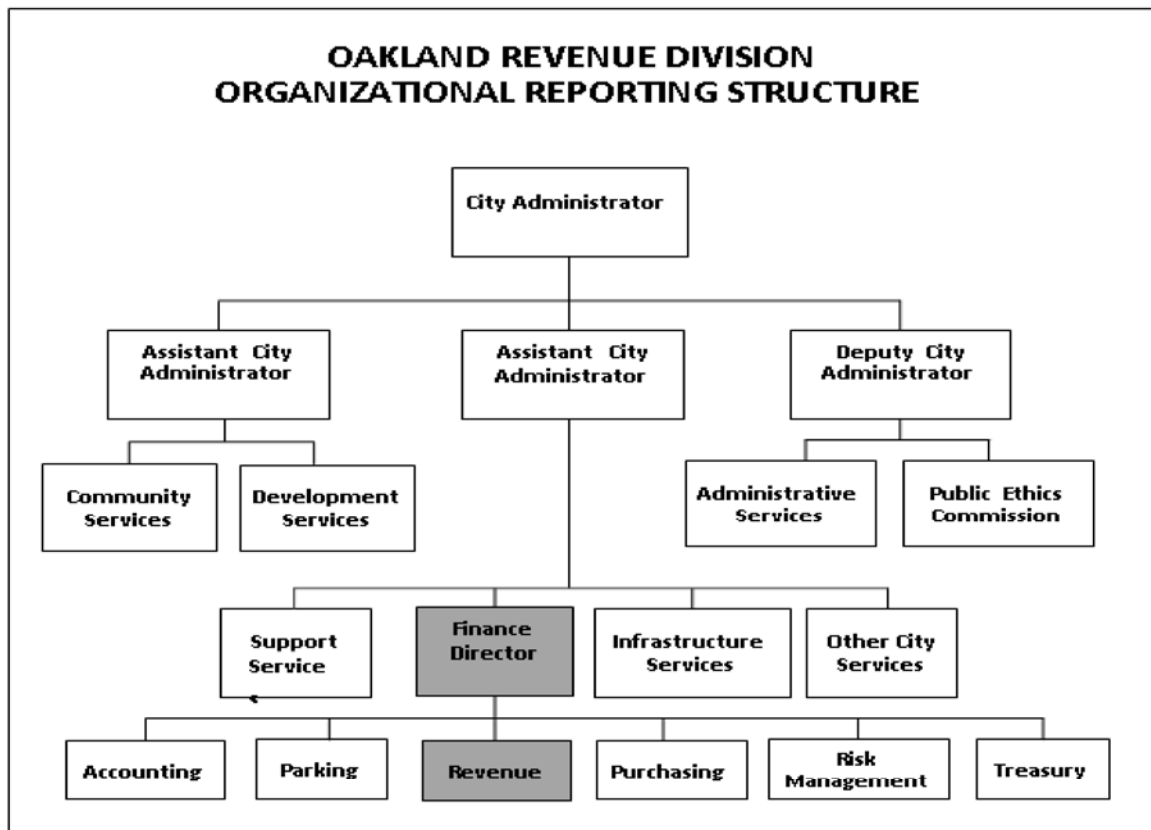 OAKLAND REVENUE DIVISION
ORGANIZATIONAL REPORTING STRUCTURE
City Administrator
Assistant City
Administrator
Assistant City
Administrator
Deputy City
Administrator
Community
Services
Development
Services
Administrative
Services
Public Ethics
Commission
Support
Service
Finance
Director
Infrastructure
Services
Other City
Services
Accounting
Parking
Revenue
Purchasing
Risk
Management
Treasury